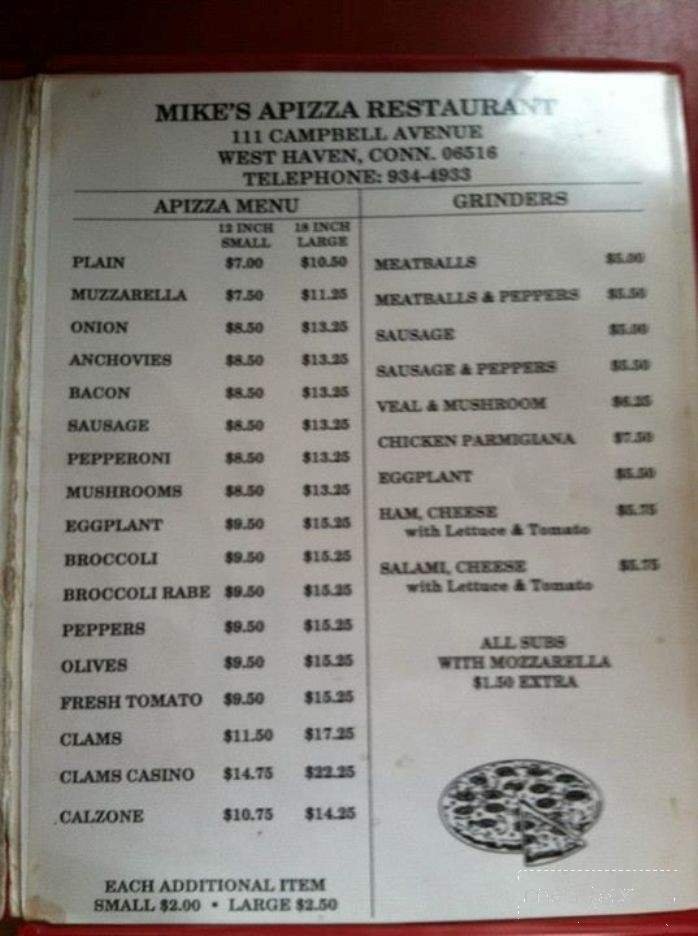 MIKE'S APIZZA RESTAURANT
111 CAMPBELL AVENUE
WEST HAVEN, CONN. 06516
TELEPHONE: 934-4933
APIZZA MENU
12 INCH 18 INCH
SMALL LARGE
PLAIN $7.00 $10.50
MUZZARELLA $7.50 $11.25
ONION $8.50 $13.25
ANCHOVIES $8.50 $13.25
BACON $8.50 $13.25
SAUSAGE $8.50 $13.25
PEPPERONI $8.50 $13.25
MUSHROOMS $8.50 $13.25
EGGPLANT $9.50 $15.25
BROCCOLI $9.50 $15.25
BROCCOLI RABE $9.50 $15.25
PEPPERS $9.50 $15.25
OLIVES $9.50 $15.25
FRESH TOMATO $9.50 $15.25
CLAMS $11.50 $17.25
CLAMS CASINO $14.75 $22.25
CALZONE $10.75 $14.25
EACH ADDITIONAL ITEM
SMALL $2.00 • LARGE $2.50
GRINDERS
MEATBALLS $5.00
MEATBALLS & PEPPERS $5.50
SAUSAGE $5.00
SAUSAGE & PEPPERS $5.50
VEAL & MUSHROOM $6.25
CHICKEN PARMIGIANA $7.50
EGGPLANT $5.50
HAM, CHEESE $5.75
with Lettuce & Tomato
SALAMI, CHEESE $5.75
with Lettuce & Tomato
ALL SUBS
WITH MOZZARELLA
$1.50 EXTRA